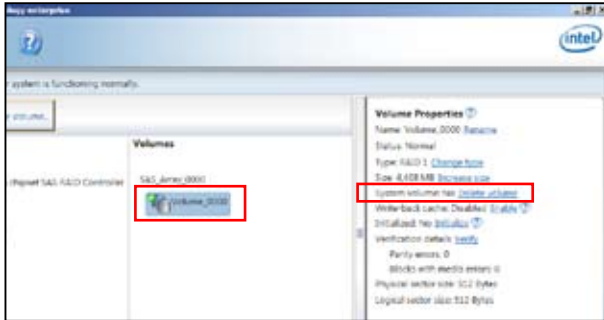 logy enterprise
intel
r system is functioning normally.
Volume...
Volumes
chipset SAS RAID Controller
SAS_Array_0000
Volume_0000
Volume Properties
Name: Volume_0000 Rename
Status: Normal
Type: RAID 1 Change type
Size: 4,408 MB Increase size
System volume: No Delete volume
Write-back cache: Disabled Enable
Initialized: No Initialize
Verification details Verify
Parity errors: 0
Blocks with media errors: 0
Physical sector size: 512 Bytes
Logical sector size: 512 Bytes